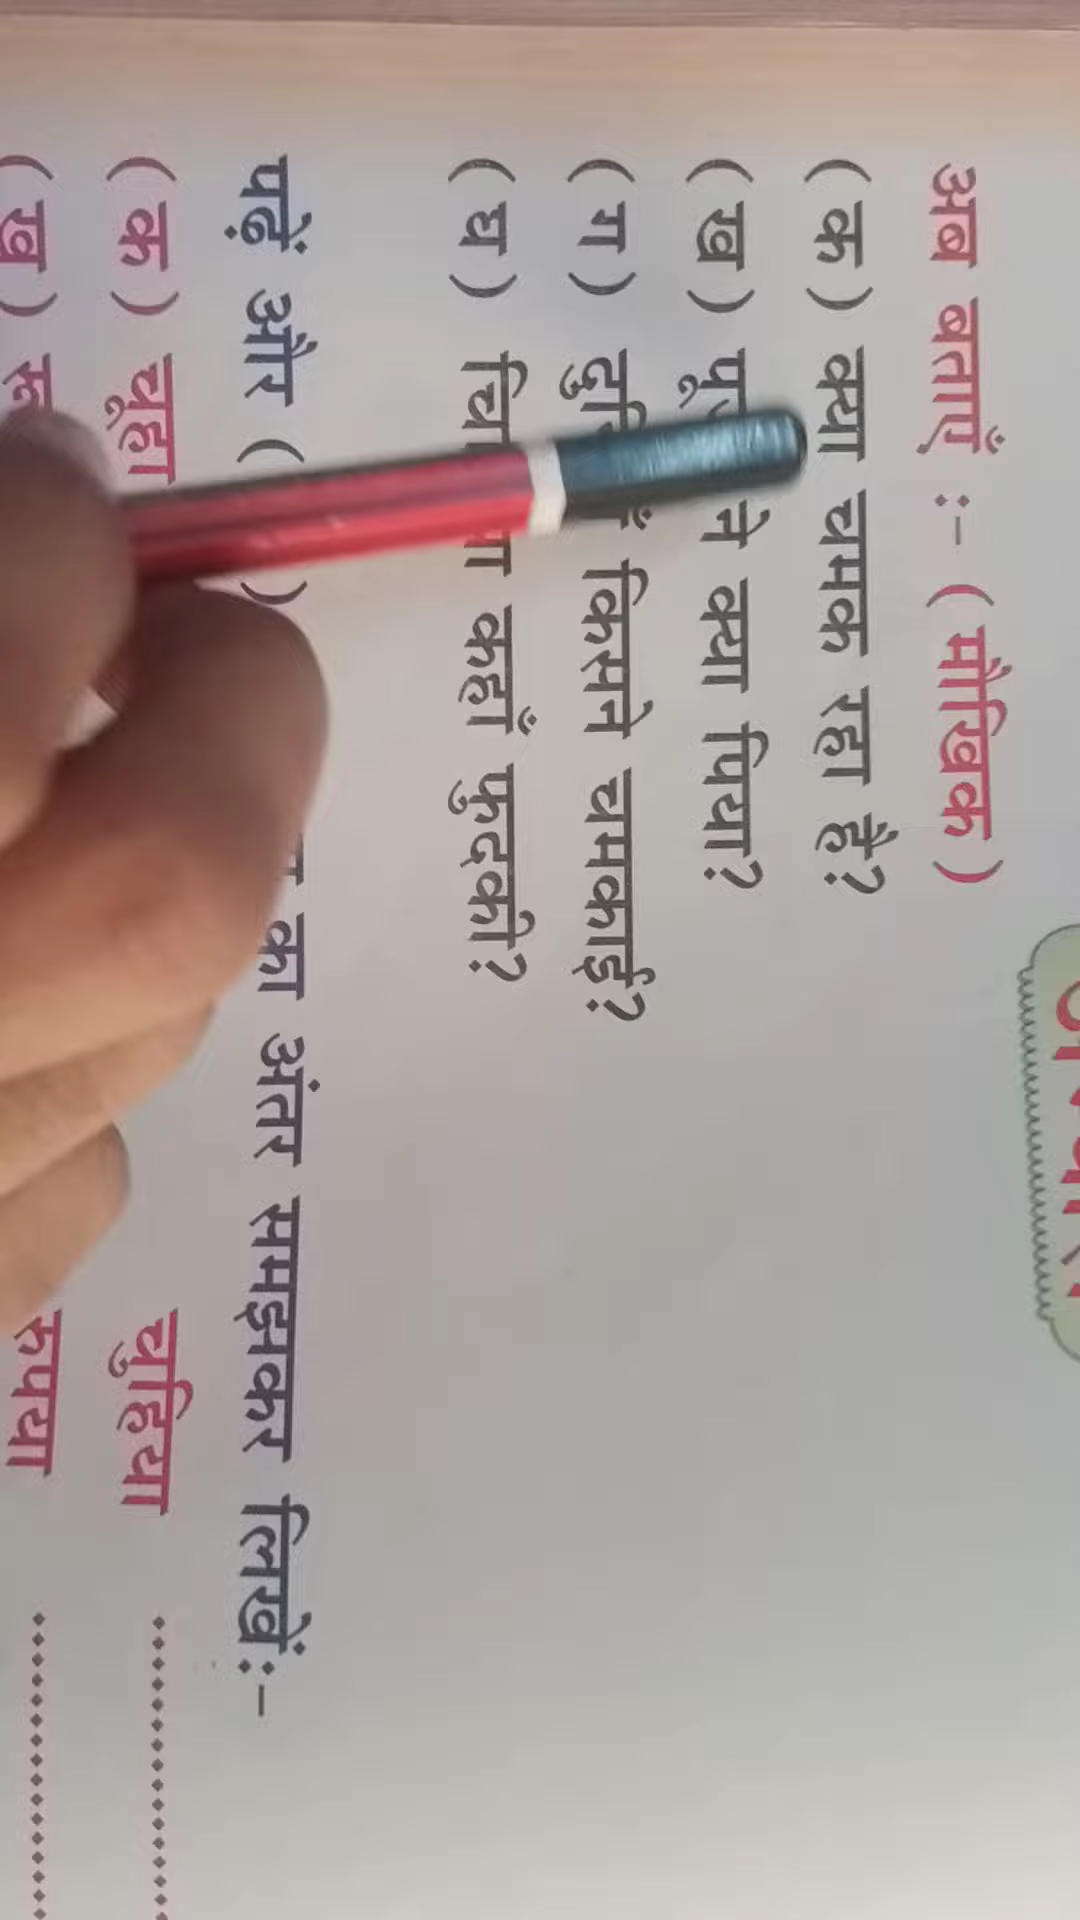 अब बताएँ :- (मौखिक)
(क) क्या चमक रहा है?
(ख) ने क्या पिया?
(ग) किसने चमकाई?
(घ) कहाँ फुदकी?
पढ़ें और ( ) का अंतर समझकर लिखें:-
(क) चूहा चुहिया
(ख) रुपया